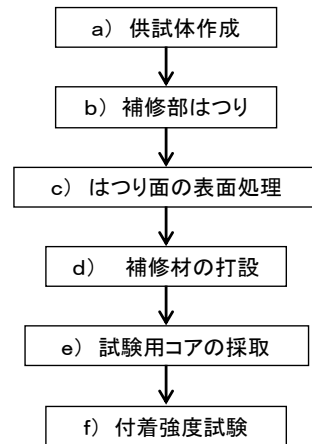 a） 供試体作成
b） 補修部はつり
c） はつり面の表面処理
d）　補修材の打設
e） 試験用コアの採取
f） 付着強度試験